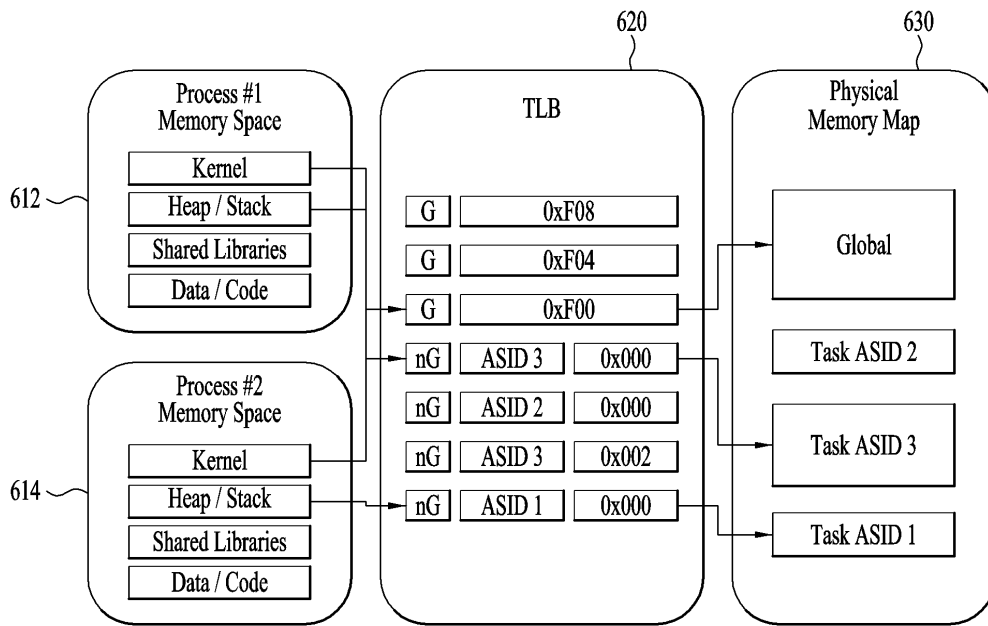 620
630
Process #1
Memory Space
Kernel
Heap / Stack
Shared Libraries
Data / Code
612
Process #2
Memory Space
Kernel
Heap / Stack
Shared Libraries
Data / Code
614
TLB
G 0xF08
G 0xF04
G 0xF00
nG ASID 3 0x000
nG ASID 2 0x000
nG ASID 3 0x002
nG ASID 1 0x000
Physical
Memory Map
Global
Task ASID 2
Task ASID 3
Task ASID 1